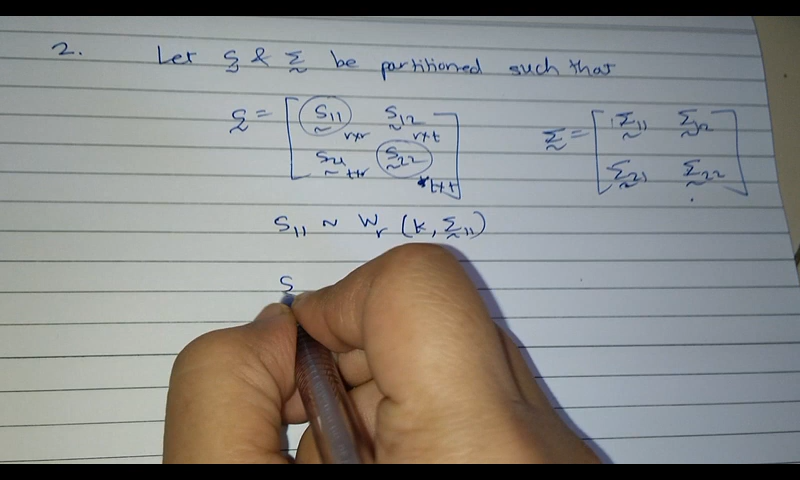 2. Let S & Σ be partitioned such that
S = [ S11 r×r S12 r×t Σ = [ Σ11 Σ12
S21 t×r S22 t×t ] Σ21 Σ22 ]
S11 ~ Wr (k, Σ11)
S